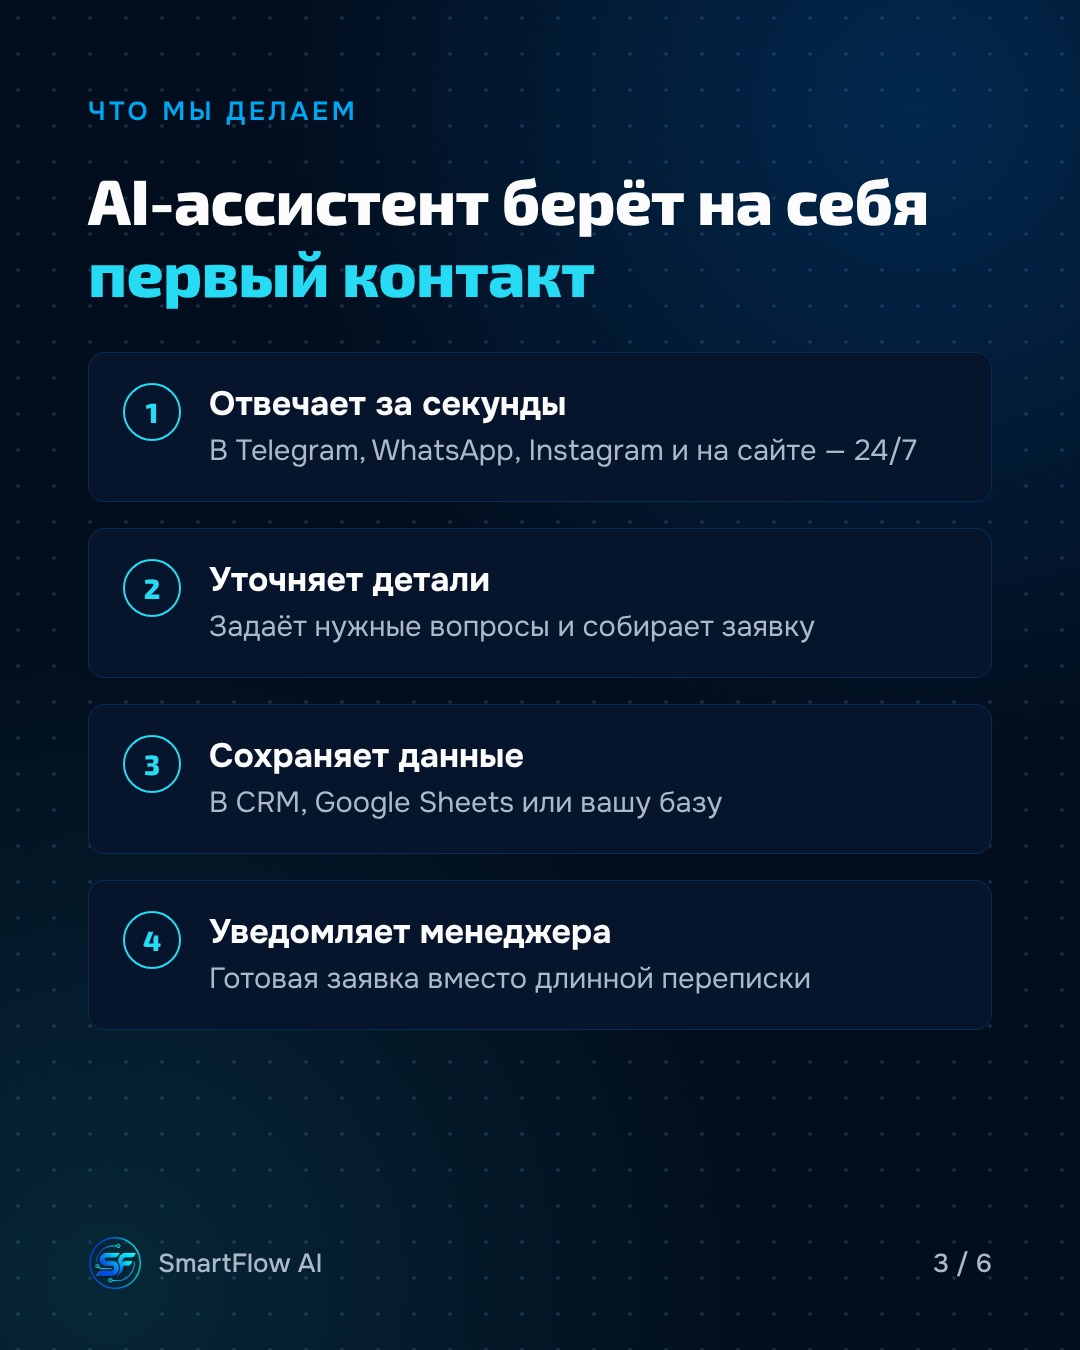 ЧТО МЫ ДЕЛАЕМ
AI-ассистент берёт на себя
первый контакт
1
Отвечает за секунды
В Telegram, WhatsApp, Instagram и на сайте — 24/7
2
Уточняет детали
Задаёт нужные вопросы и собирает заявку
3
Сохраняет данные
В CRM, Google Sheets или вашу базу
4
Уведомляет менеджера
Готовая заявка вместо длинной переписки
SF
SmartFlow AI
3 / 6